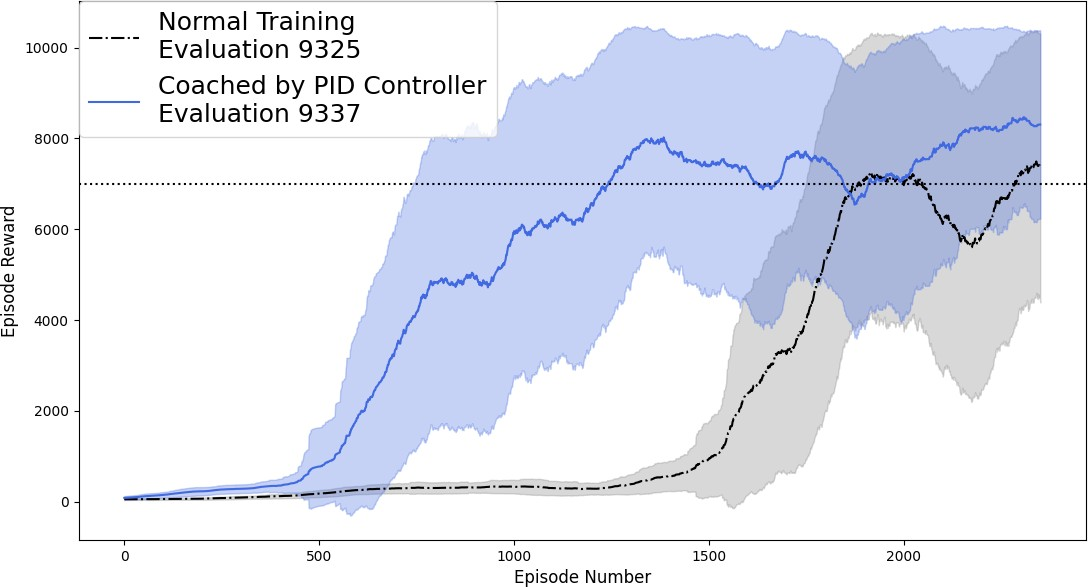 Normal Training
Evaluation 9325
Coached by PID Controller
Evaluation 9337
Episode Reward
10000
8000
6000
4000
2000
0
0 500 1000 1500 2000
Episode Number